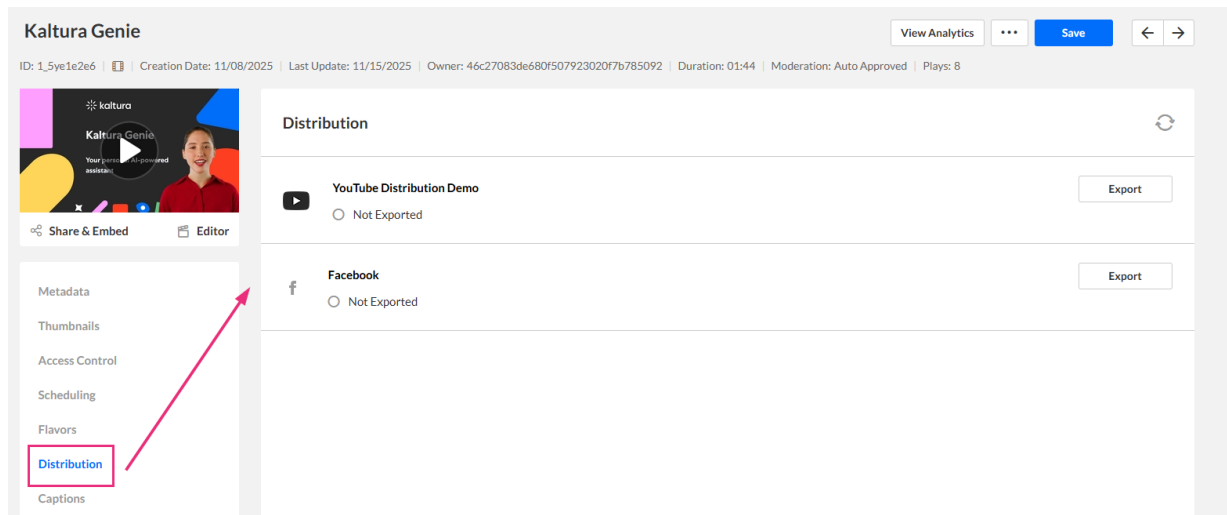 Kaltura Genie
View Analytics ••• Save
ID: 1_5ye1e2e6 | Creation Date: 11/08/2025 | Last Update: 11/15/2025 | Owner: 46c27083de680f507923020f7b785092 | Duration: 01:44 | Moderation: Auto Approved | Plays: 8
kaltura
Kaltura Genie
Your personal AI-powered
assistant
Share & Embed
Editor
Metadata
Thumbnails
Access Control
Scheduling
Flavors
Distribution
Captions
Distribution
YouTube Distribution Demo
Not Exported
Export
Facebook
Not Exported
Export